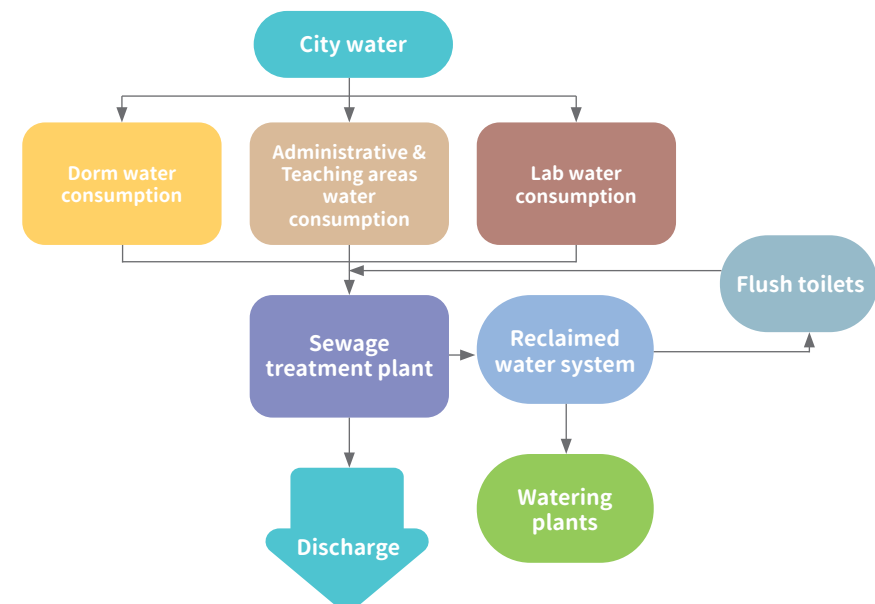 City water
Dorm water
consumption
Administrative &
Teaching areas
water
consumption
Lab water
consumption
Flush toilets
Sewage
treatment plant
Reclaimed
water system
Watering
plants
Discharge